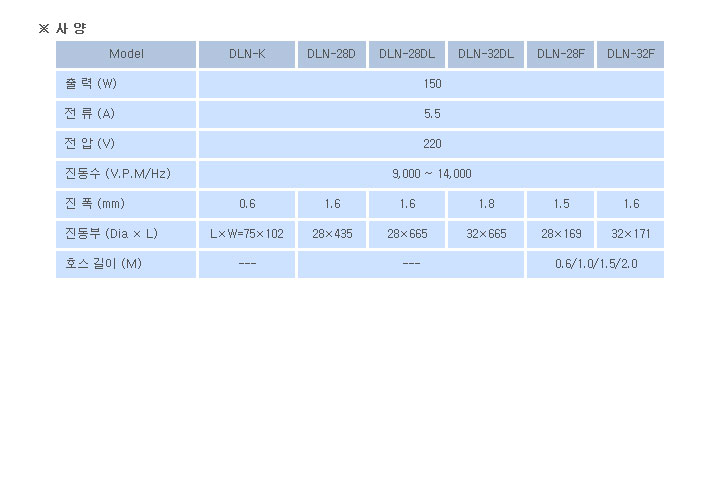 ※ 사 양
Model DLN-K DLN-28D DLN-28DL DLN-32DL DLN-28F DLN-32F
출 력 (W) 150
전 류 (A) 5.5
전 압 (V) 220
진동수 (V.P.M/Hz) 9,000 ~ 14,000
진 폭 (mm) 0.6 1.6 1.6 1.8 1.5 1.6
진동부 (Dia × L) L×W=75×102 28×435 28×665 32×665 28×169 32×171
호스 길이 (M) --- --- 0.6/1.0/1.5/2.0